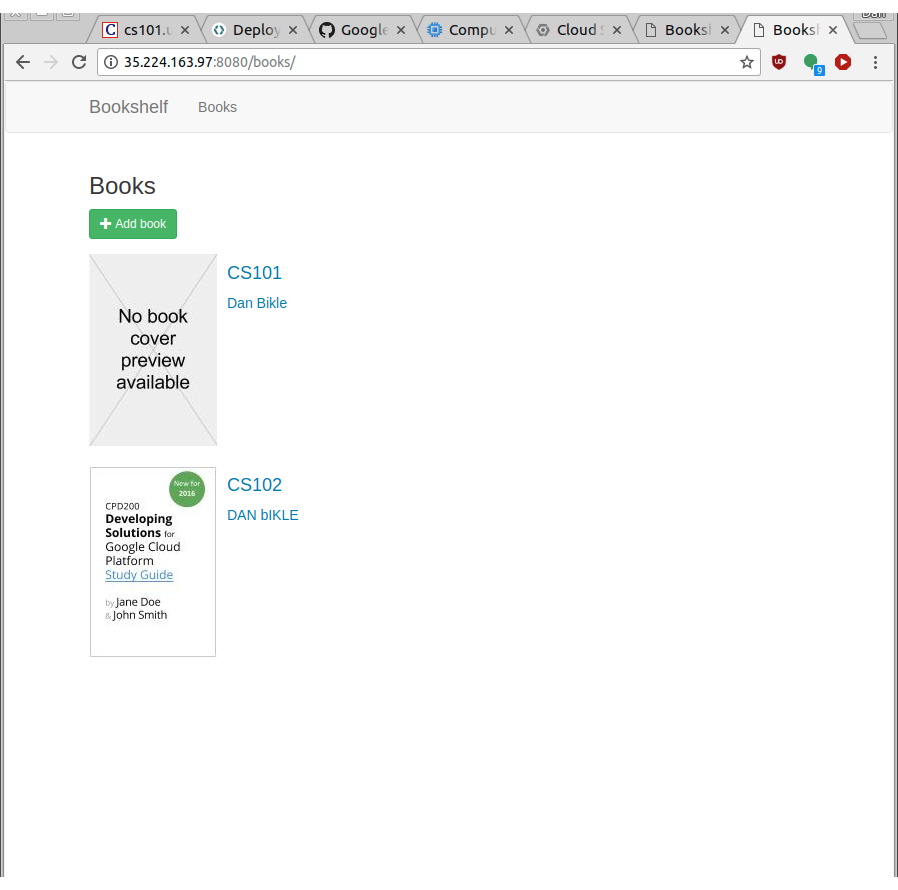 Dan
cs101.u
Deploy
Google
Compu
Cloud S
Books
Books
35.224.163.97:8080/books/
9
Bookshelf
Books
Books
Add book
No book
cover
preview
available
CS101
Dan Bikle
New for
2016
CPD200
Developing
Solutions for
Google Cloud
Platform
Study Guide
by Jane Doe
& John Smith
CS102
DAN bIKLE